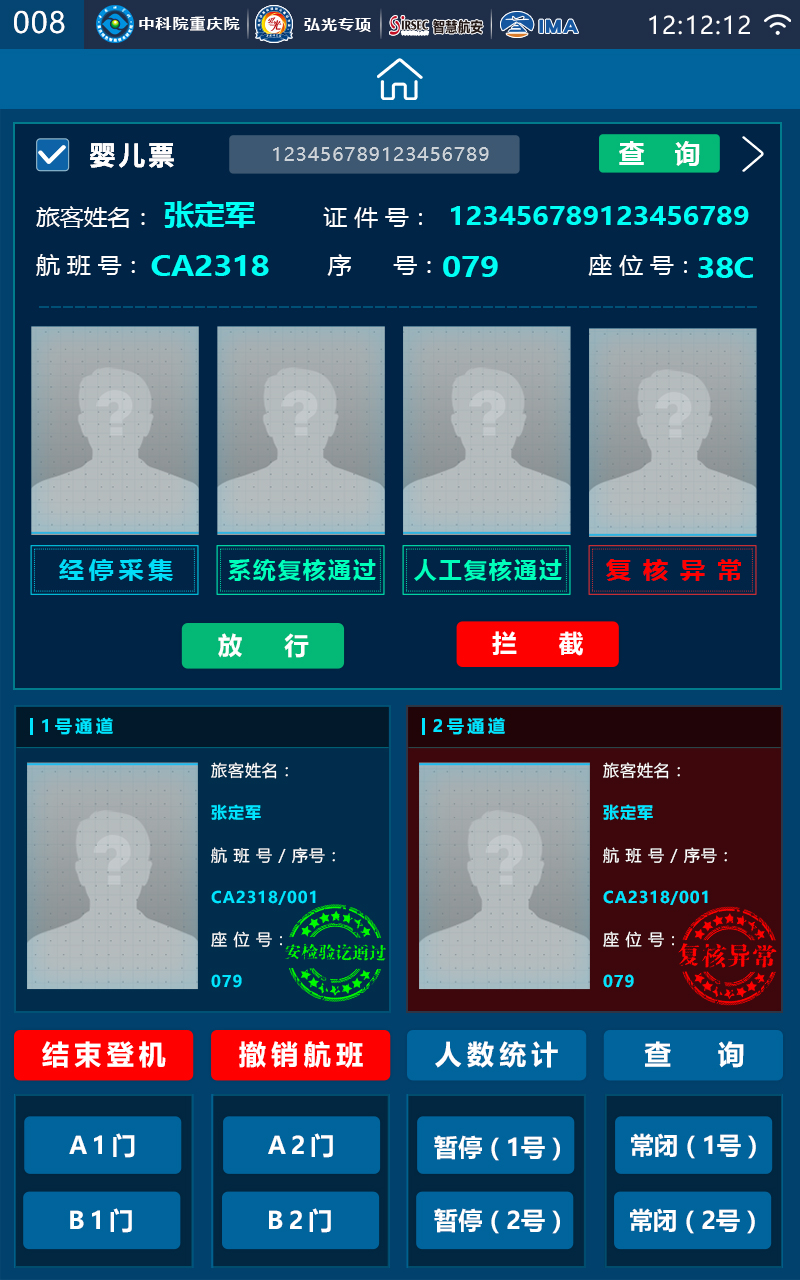 008 中科院重庆院 弘光专项 SiRSEC 智慧航安 IMA 12:12:12
婴儿票 123456789123456789 查 询
旅客姓名： 张定军 证 件 号： 123456789123456789
航 班 号： CA2318 序 号：079 座 位 号：38C
? ? ? ?
经停采集 系统复核通过 人工复核通过 复 核 异 常
放 行 拦 截
1号通道
?
旅客姓名：
张定军
航 班 号 / 序号：
CA2318/001
座 位 号：
安检验讫通过
079
2号通道
?
旅客姓名：
张定军
航 班 号 / 序号：
CA2318/001
座 位 号：
复核异常
079
结束登机 撤销航班 人数统计 查 询
A1门 A2门 暂停（1号） 常闭（1号）
B1门 B2门 暂停（2号） 常闭（2号）